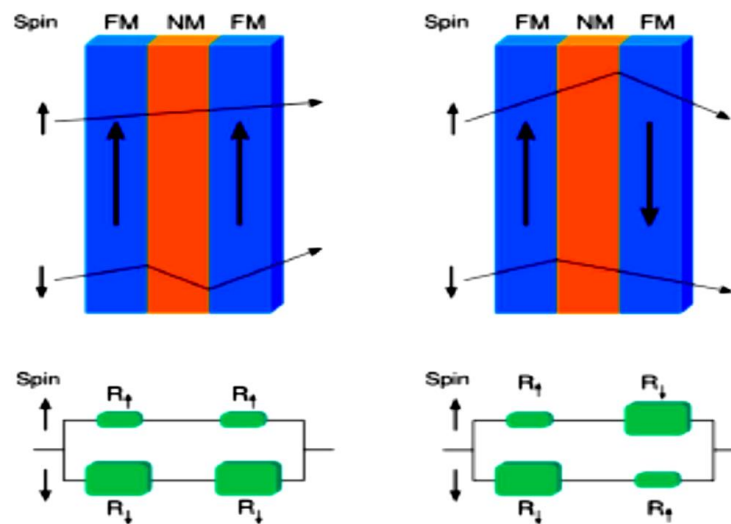 Spin FM NM FM
Spin FM NM FM
Spin
R↑ R↑
R↓ R↓
Spin
R↑ R↓
R↓ R↑